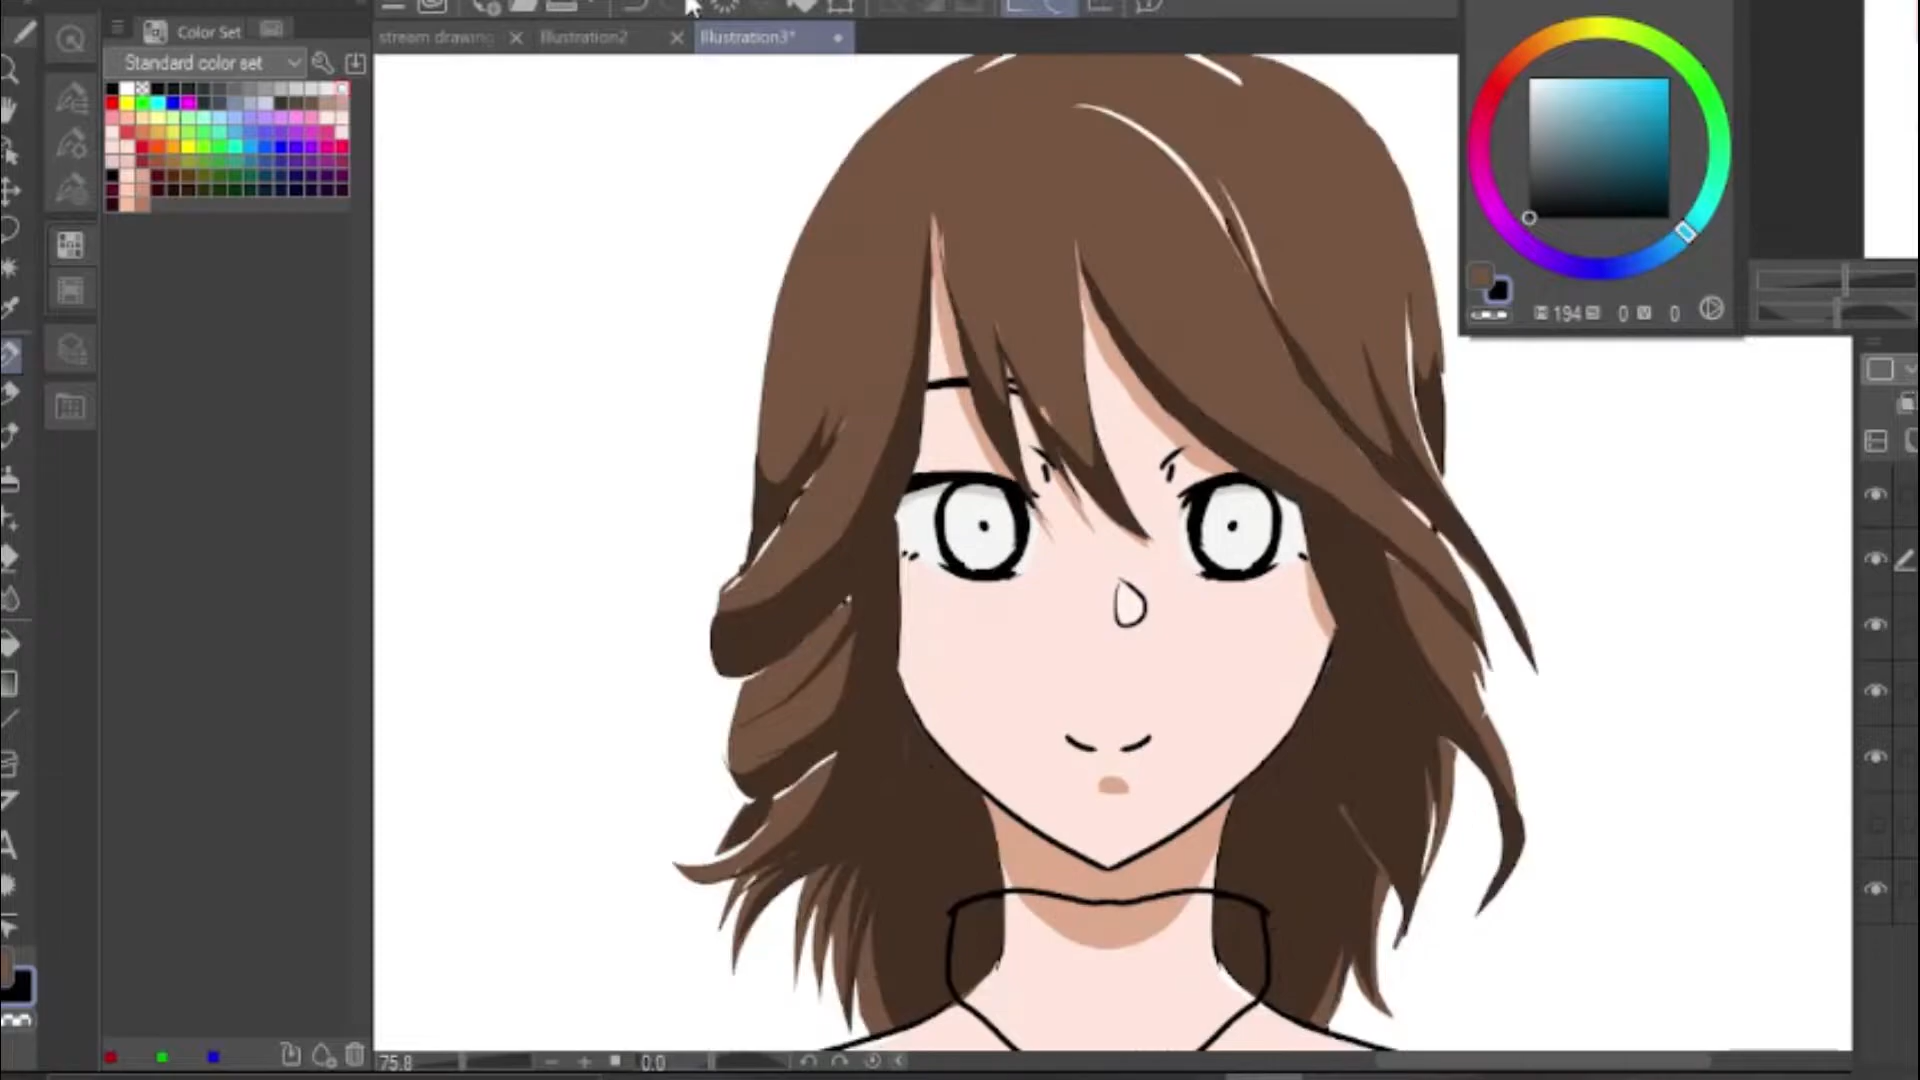 Color Set
stream drawing
Illustration2
Illustration3*
Standard color set
194 0 0
75.8
0.0